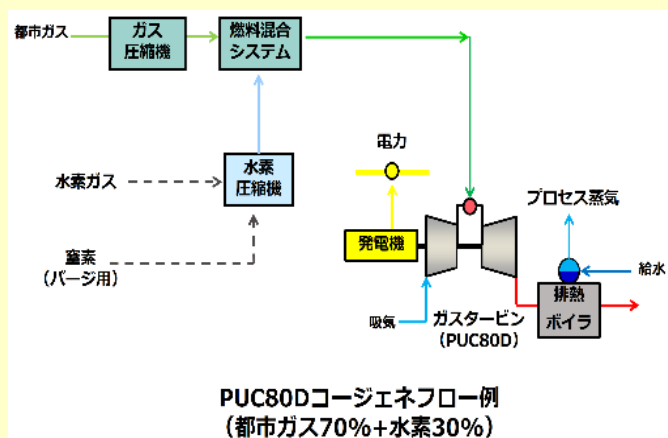 都市ガス
ガス
圧縮機
燃料混合
システム
水素ガス
水素
圧縮機
窒素
(パージ用)
電力
発電機
吸気
ガスタービン
(PUC80D)
プロセス蒸気
給水
排熱
ボイラ
PUC80Dコージェネフロー例
(都市ガス70%+水素30%)